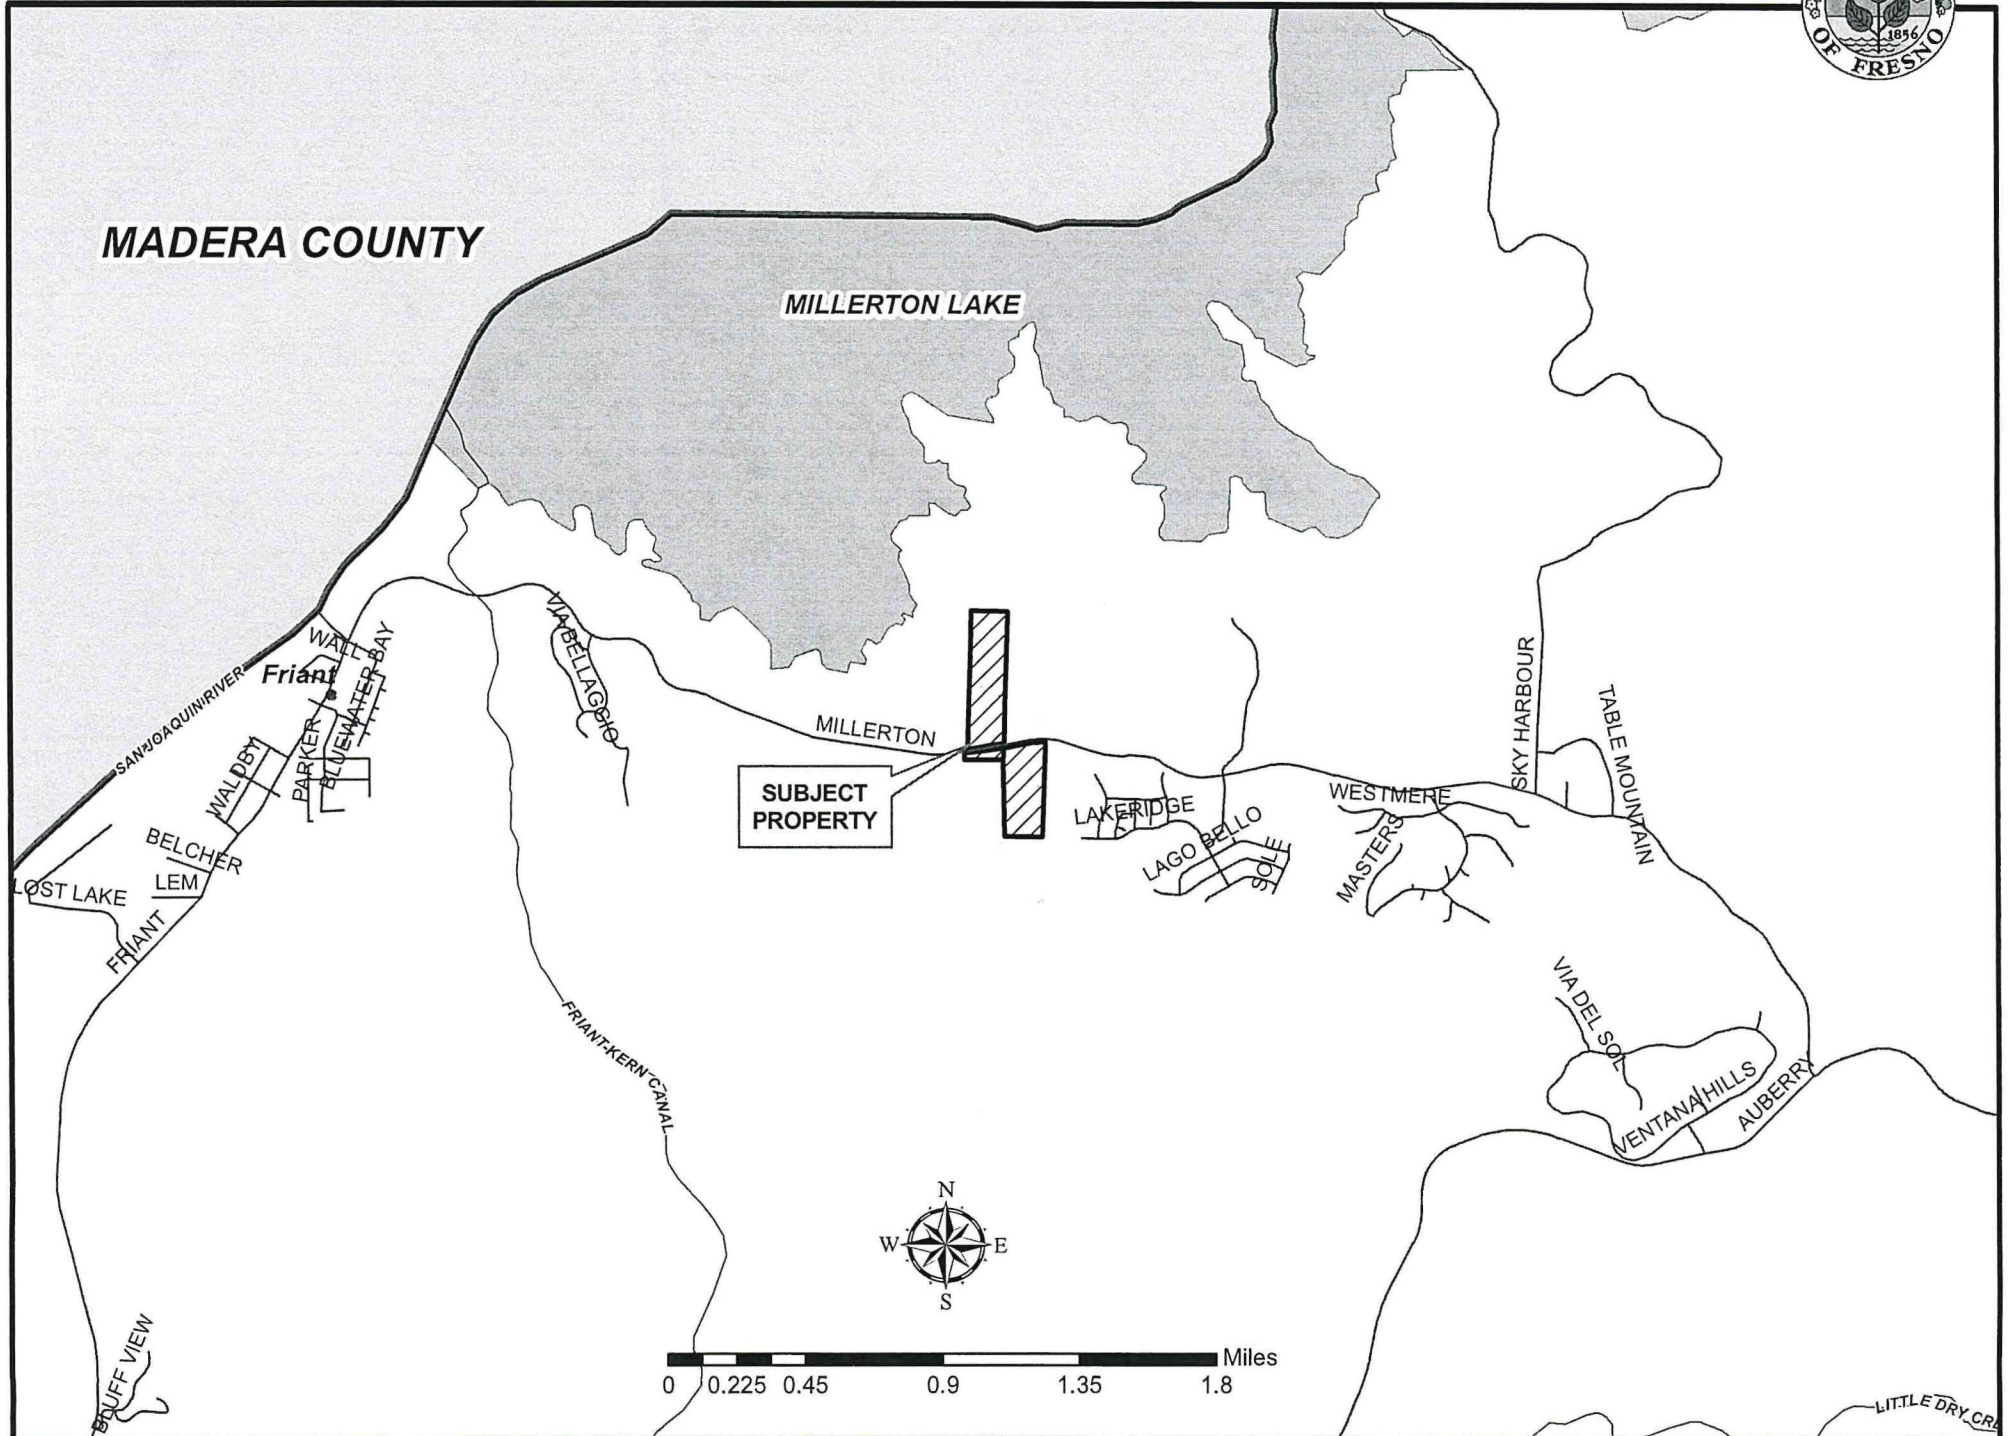 1856
OF FRESNO
MADERA COUNTY
MILLERTON LAKE
WALL
Friant
BLUEWATER BAY
VIA BELLAGGIO
SAN JOAQUIN RIVER
PARKER
WALDBY
MILLERTON
SKY HARBOUR
TABLE MOUNTAIN
SUBJECT
PROPERTY
LAKERIDGE
WESTMERE
BELCHER
LEM
LOST LAKE
FRIANT
LAGO BELLO
SOLE
MASTERS
VIA DEL SOL
FRIANT-KERN CANAL
VENTANA HILLS
AUBERRY
N
W
E
S
Miles
0 0.225 0.45 0.9 1.35 1.8
BLUFF VIEW
LITTLE DRY CRE